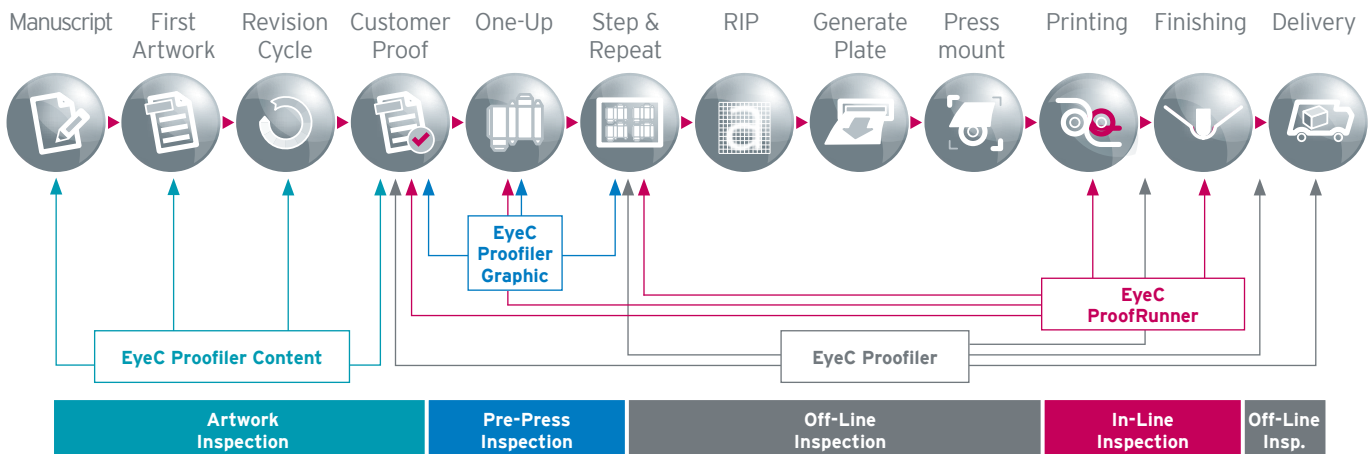 Manuscript
First
Artwork
Revision
Cycle
Customer
Proof
One-Up
Step &
Repeat
RIP
Generate
Plate
Press
mount
Printing
Finishing
Delivery
a
EyeC
Proofiler
Graphic
EyeC
ProofRunner
EyeC Proofiler Content
EyeC Proofiler
Artwork
Inspection
Pre-Press
Inspection
Off-Line
Inspection
In-Line
Inspection
Off-Line
Insp.